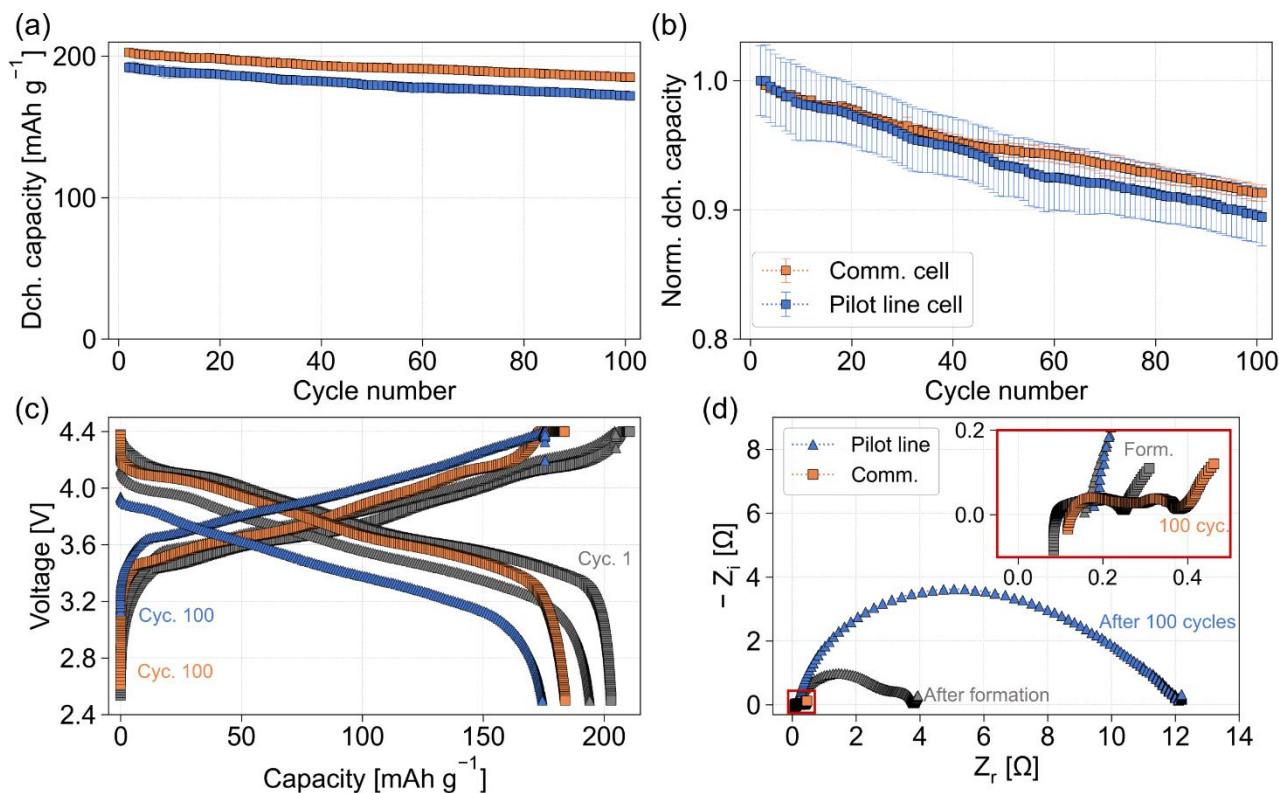 (a)
Dch. capacity [mAh g⁻¹]
200
100
0
0 20 40 60 80 100
Cycle number
(b)
Norm. dch. capacity
1.0
0.9
0.8
Comm. cell
Pilot line cell
0 20 40 60 80 100
Cycle number
(c)
Voltage [V]
4.4
4.0
3.6
3.2
2.8
2.4
Cyc. 1
Cyc. 100
Cyc. 100
0 50 100 150 200
Capacity [mAh g⁻¹]
(d)
− Zᵢ [Ω]
8
6
4
2
0
Pilot line
Comm.
0.2
0.0
Form.
100 cyc.
0.0 0.2 0.4
After 100 cycles
After formation
0 2 4 6 8 10 12 14
Zᵣ [Ω]